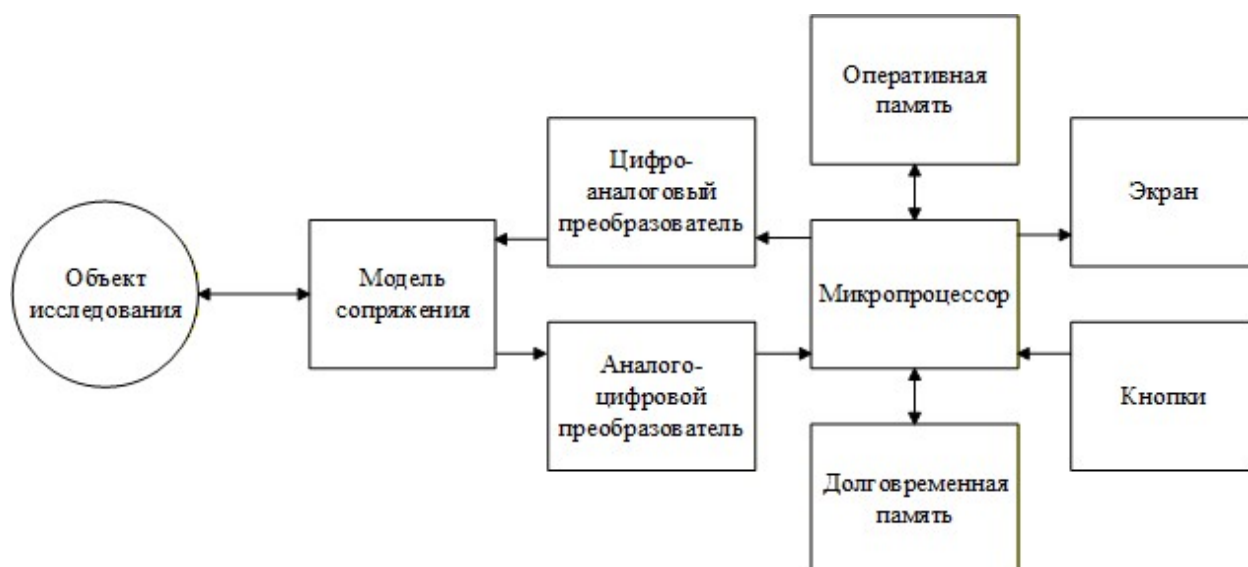 Оперативная
память
Цифро-
аналоговый
преобразователь
Экран
Объект
исследования
Модель
сопряжения
Микропроцессор
Аналого-
цифровой
преобразователь
Кнопки
Долговременная
память